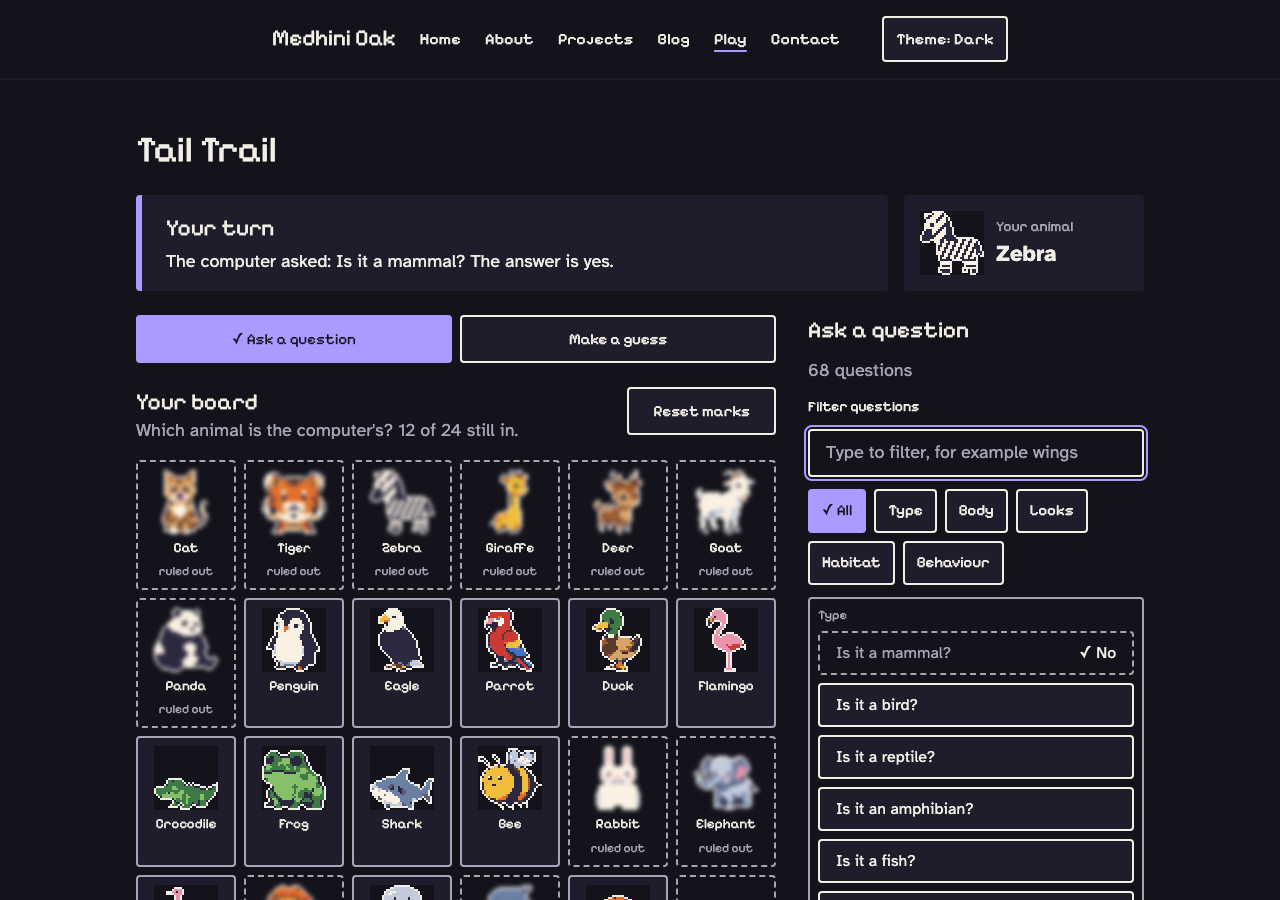 Medhini Oak Home About Projects Blog Play Contact Theme: Dark
Tail Trail
Your turn
The computer asked: Is it a mammal? The answer is yes.
Your animal
Zebra
✓ Ask a question
Make a guess
Your board
Which animal is the computer's? 12 of 24 still in.
Reset marks
Cat Tiger Zebra Giraffe Deer Goat
ruled out ruled out ruled out ruled out ruled out ruled out
Panda Penguin Eagle Parrot Duck Flamingo
ruled out
Crocodile Frog Shark Bee Rabbit Elephant
ruled out ruled out
Ask a question
68 questions
Filter questions
Type to filter, for example wings
✓ All Type Body Looks
Habitat Behaviour
Type
Is it a mammal? ✓ No
Is it a bird?
Is it a reptile?
Is it an amphibian?
Is it a fish?